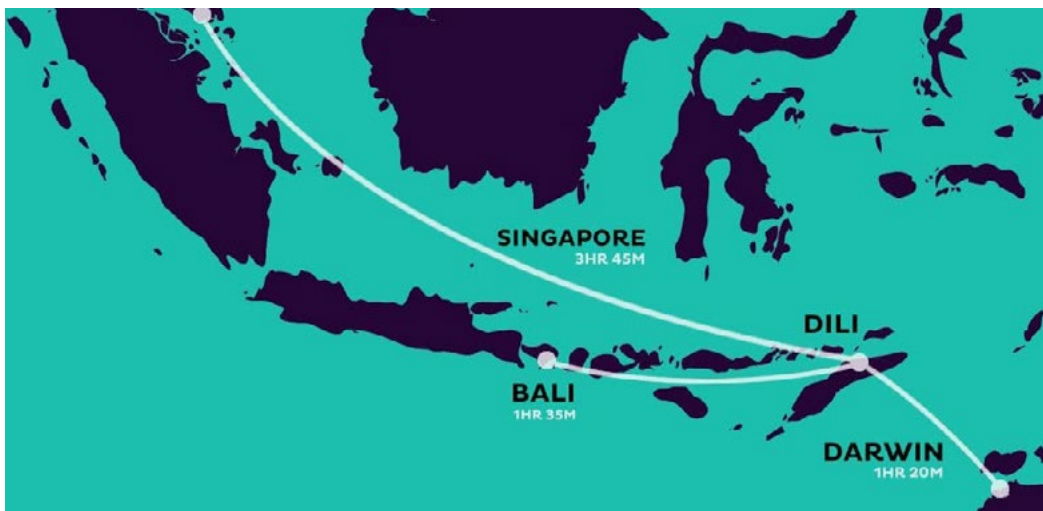 SINGAPORE
3HR 45M
DILI
BALI
1HR 35M
DARWIN
1HR 20M